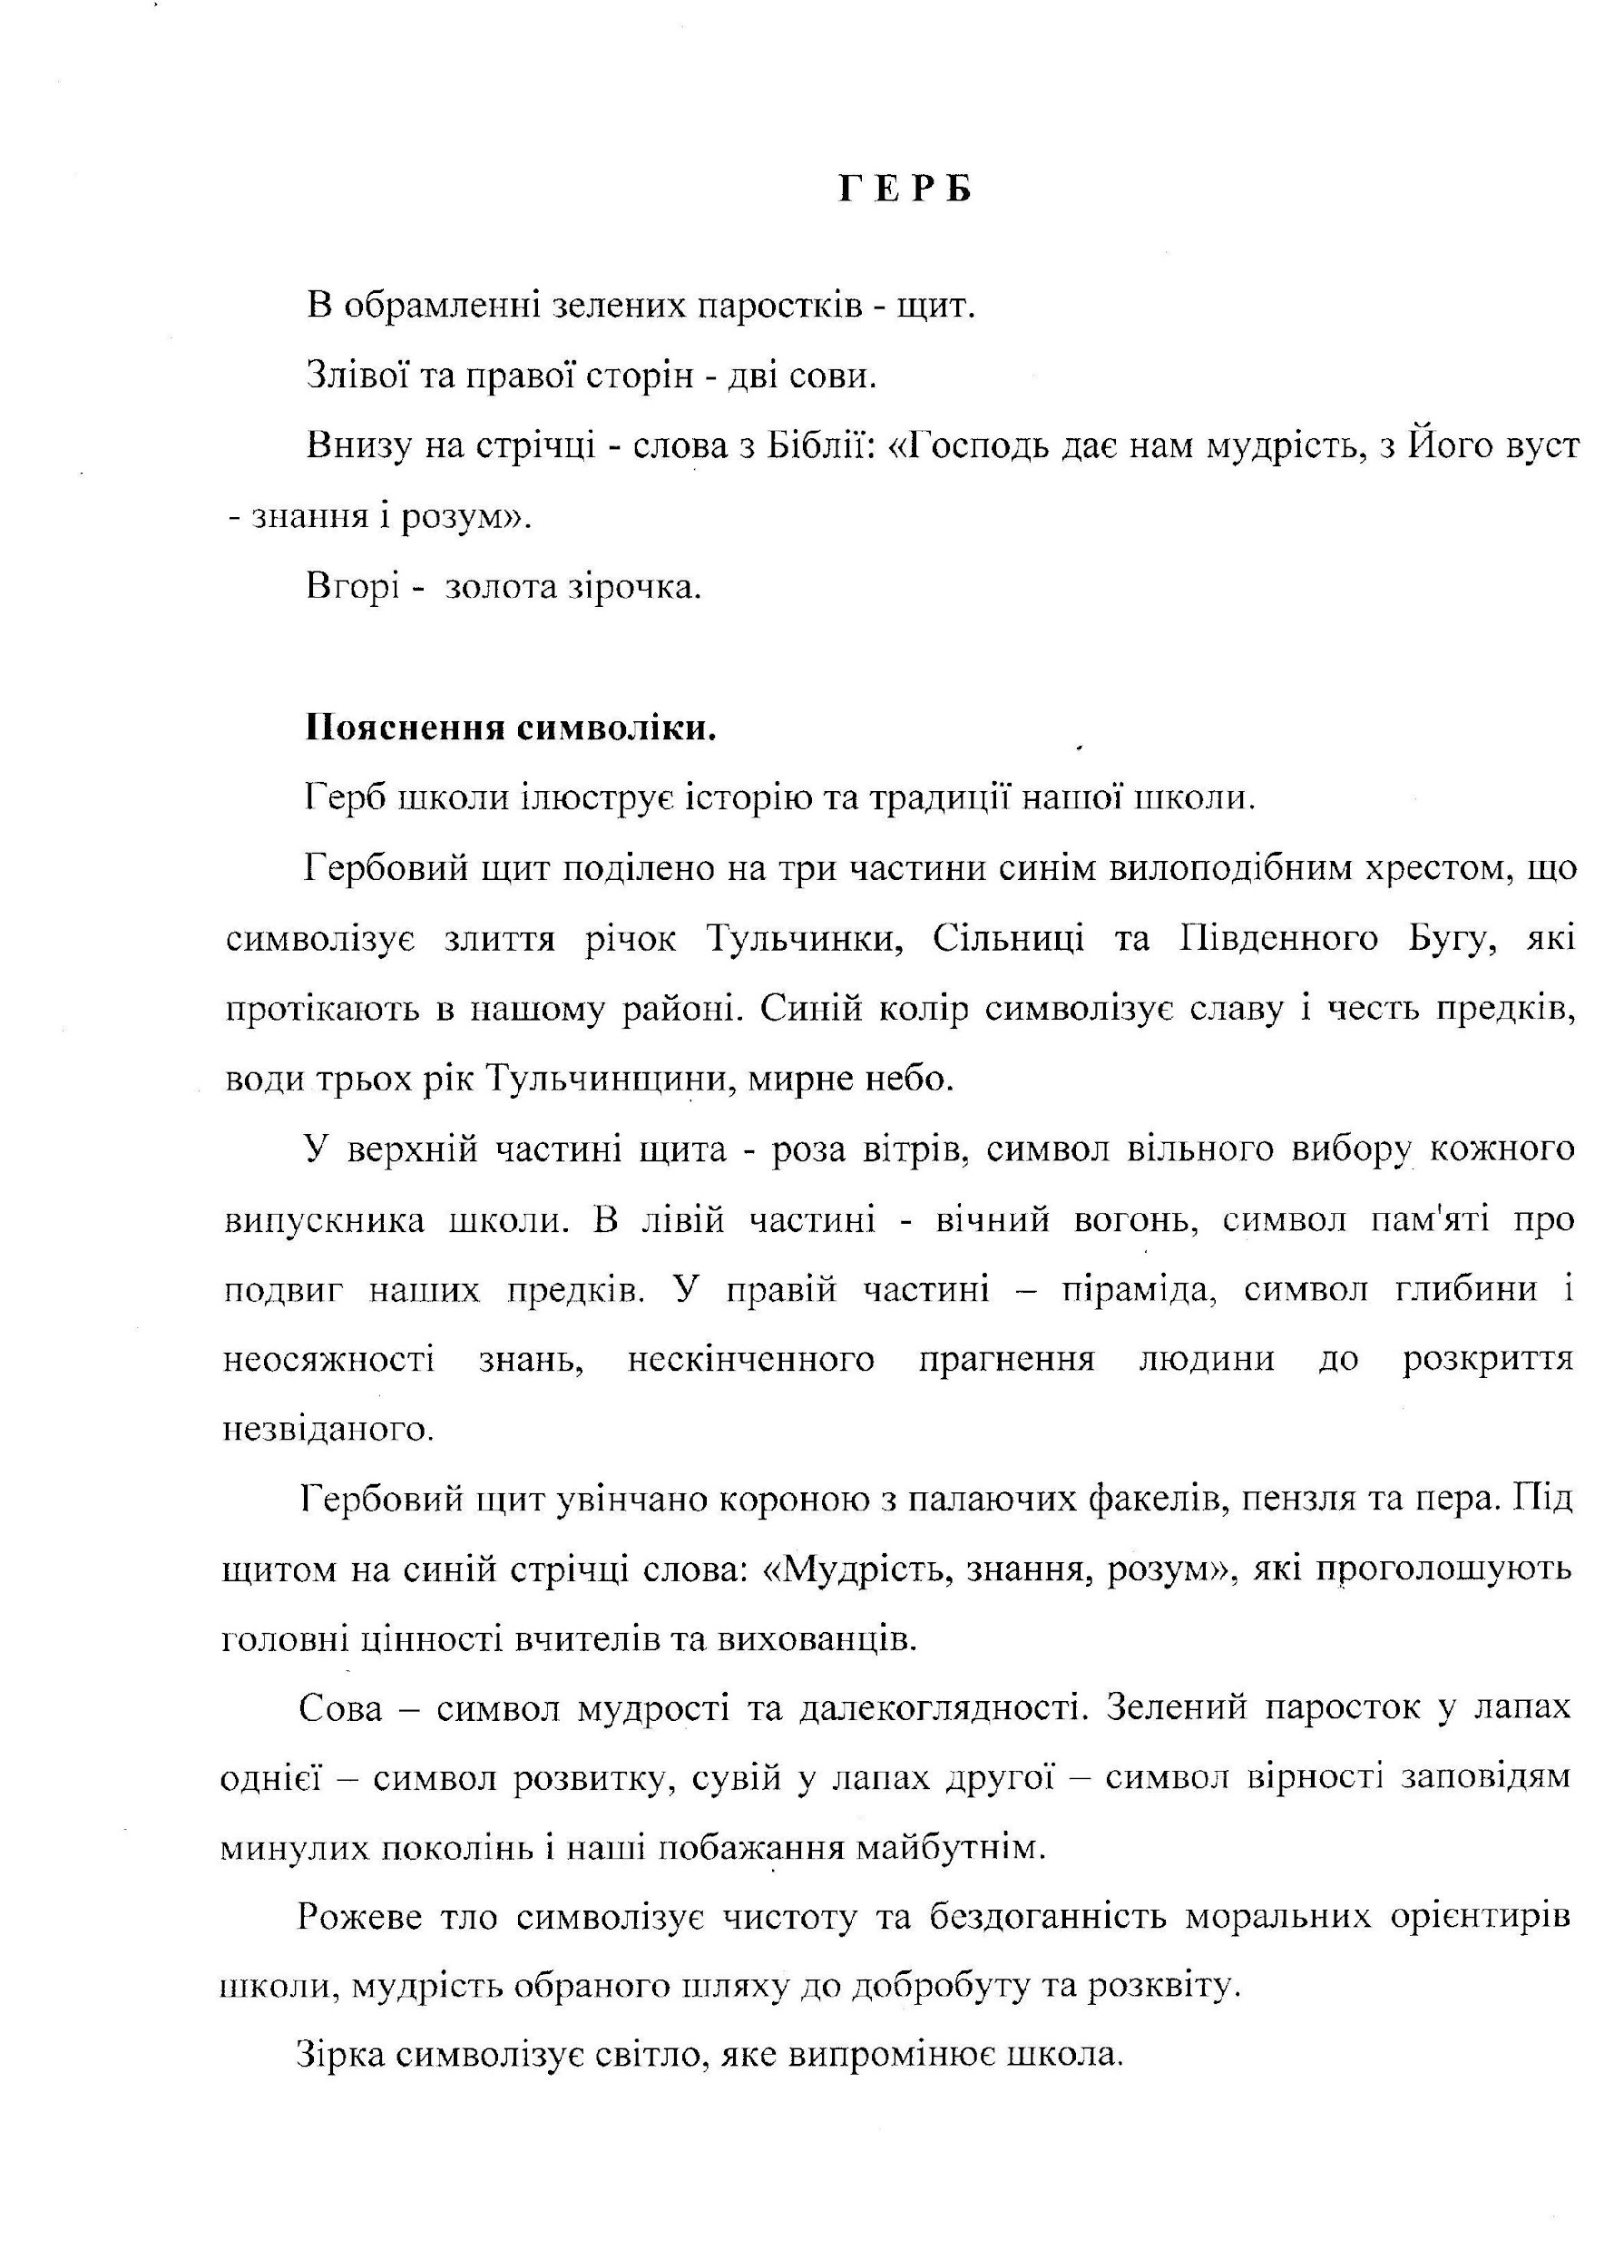 Г Е Р Б
В обрамленні зелених паростків - щит.
Злівої та правої сторін - дві сови.
Внизу на стрічці - слова з Біблії: «Господь дає нам мудрість, з Його вуст
- знання і розум».
Вгорі - золота зірочка.
Пояснення символіки.
Герб школи ілюструє історію та традиції нашої школи.
Гербовий щит поділено на три частини синім вилоподібним хрестом, що
символізує злиття річок Тульчинки, Сільниці та Південного Бугу, які
протікають в нашому районі. Синій колір символізує славу і честь предків,
води трьох рік Тульчинщини, мирне небо.
У верхній частині щита - роза вітрів, символ вільного вибору кожного
випускника школи. В лівій частині - вічний вогонь, символ пам'яті про
подвиг наших предків. У правій частині – піраміда, символ глибини і
неосяжності знань, нескінченного прагнення людини до розкриття
незвіданого.
Гербовий щит увінчано короною з палаючих факелів, пензля та пера. Під
щитом на синій стрічці слова: «Мудрість, знання, розум», які проголошують
головні цінності вчителів та вихованців.
Сова – символ мудрості та далекоглядності. Зелений паросток у лапах
однієї – символ розвитку, сувій у лапах другої – символ вірності заповідям
минулих поколінь і наші побажання майбутнім.
Рожеве тло символізує чистоту та бездоганність моральних орієнтирів
школи, мудрість обраного шляху до добробуту та розквіту.
Зірка символізує світло, яке випромінює школа.